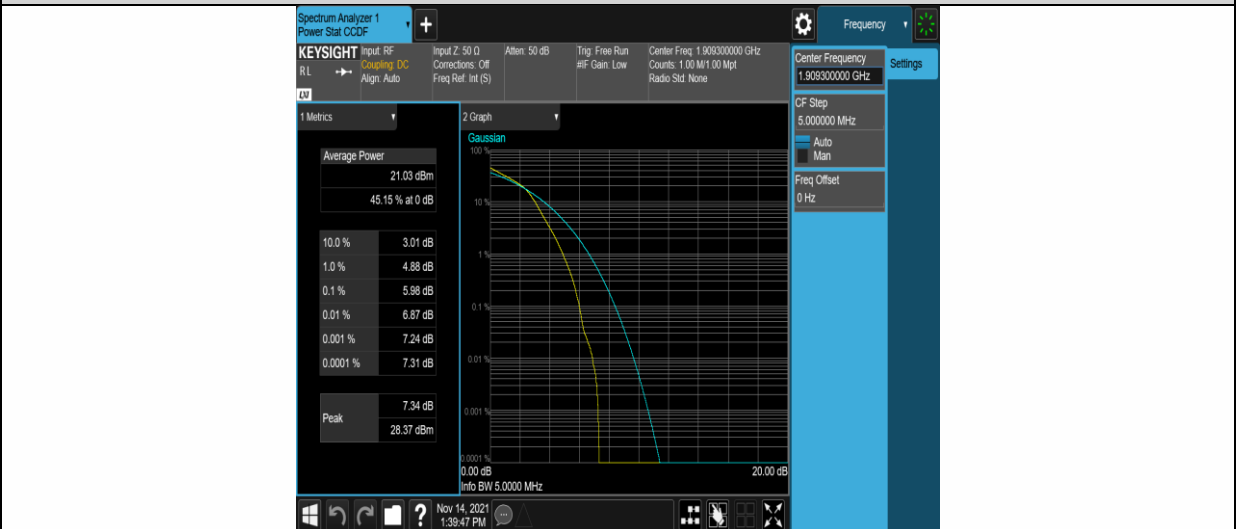 Spectrum Analyzer 1
Power Stat CCDF
+
Frequency
KEYSIGHT
Input: RF
Coupling: DC
Align: Auto
RL
LXI
Input Z: 50 Ω
Corrections: Off
Freq Ref: Int (S)
Atten: 50 dB
Trig: Free Run
#IF Gain: Low
Center Freq: 1.909300000 GHz
Counts: 1.00 M/1.00 Mpt
Radio Std: None
Center Frequency
1.909300000 GHz
Settings
CF Step
5.000000 MHz
Auto
Man
Freq Offset
0 Hz
1 Metrics
Average Power
21.03 dBm
45.15 % at 0 dB
10.0 % 3.01 dB
1.0 % 4.88 dB
0.1 % 5.98 dB
0.01 % 6.87 dB
0.001 % 7.24 dB
0.0001 % 7.31 dB
Peak
7.34 dB
28.37 dBm
2 Graph
Gaussian
100 %
10 %
1 %
0.1 %
0.01 %
0.001 %
0.0001 %
0.00 dB 20.00 dB
Info BW 5.0000 MHz
?
Nov 14, 2021
1:39:47 PM